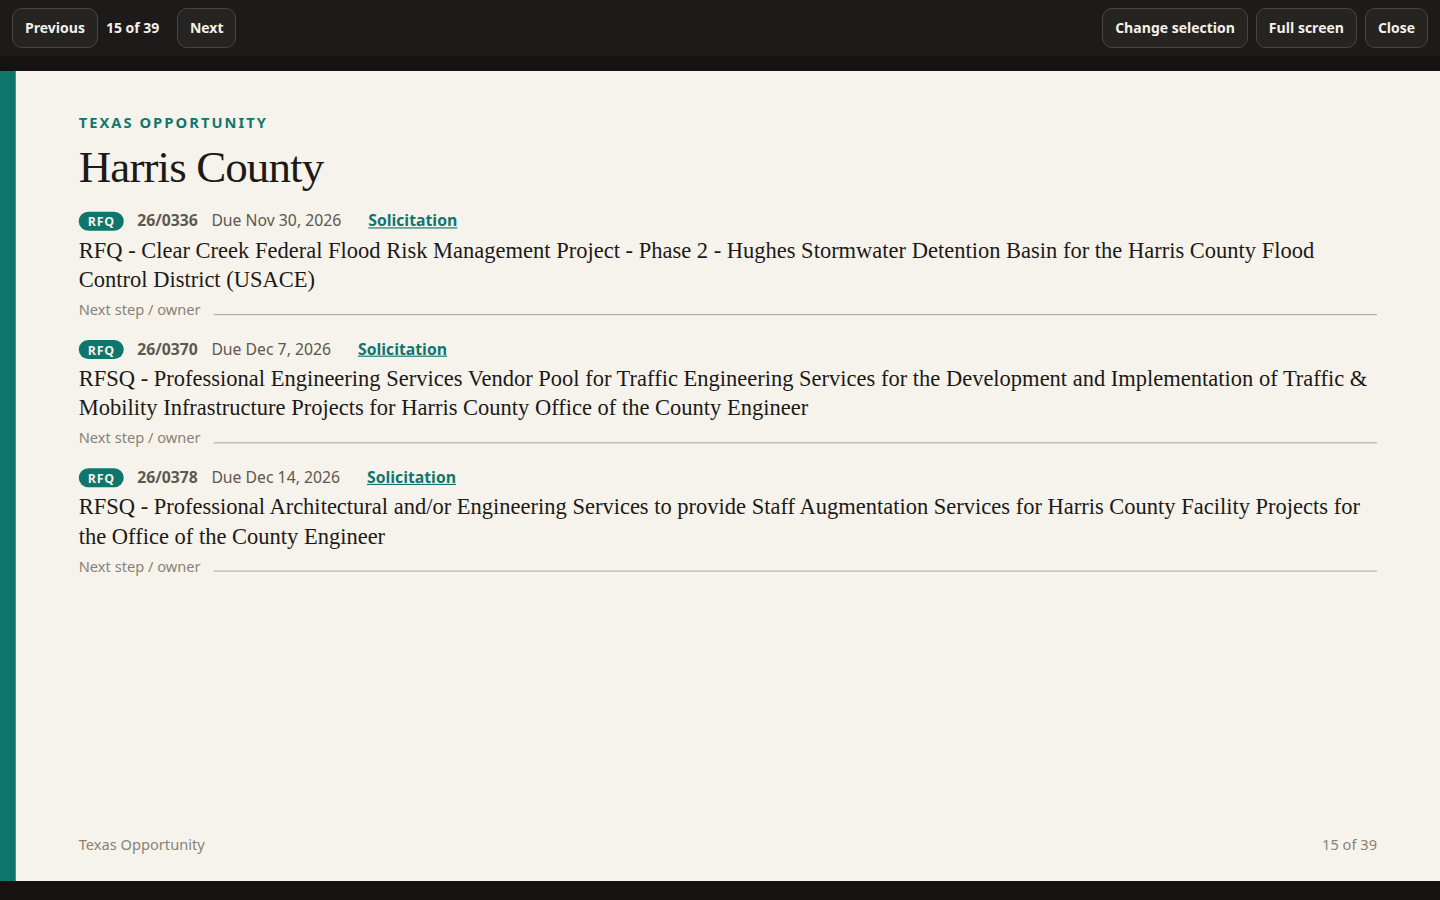 Previous 15 of 39 Next Change selection Full screen Close
TEXAS OPPORTUNITY
Harris County
RFQ 26/0336 Due Nov 30, 2026 Solicitation
RFQ - Clear Creek Federal Flood Risk Management Project - Phase 2 - Hughes Stormwater Detention Basin for the Harris County Flood
Control District (USACE)
Next step / owner
RFQ 26/0370 Due Dec 7, 2026 Solicitation
RFSQ - Professional Engineering Services Vendor Pool for Traffic Engineering Services for the Development and Implementation of Traffic &
Mobility Infrastructure Projects for Harris County Office of the County Engineer
Next step / owner
RFQ 26/0378 Due Dec 14, 2026 Solicitation
RFSQ - Professional Architectural and/or Engineering Services to provide Staff Augmentation Services for Harris County Facility Projects for
the Office of the County Engineer
Next step / owner
Texas Opportunity 15 of 39